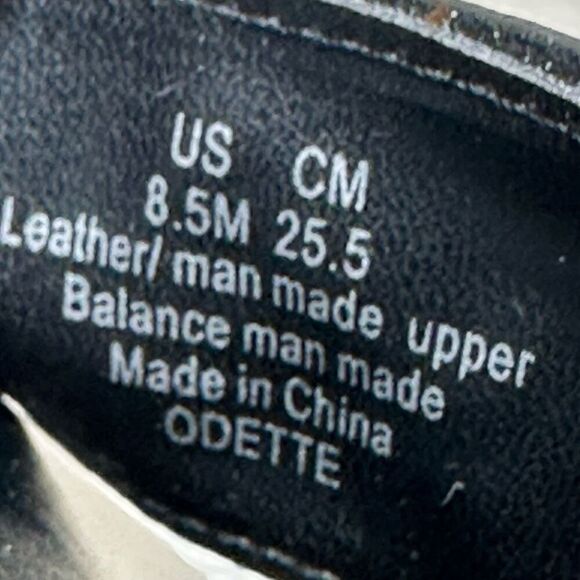 US CM
8.5M 25.5
Leather/ man made upper
Balance man made
Made in China
ODETTE